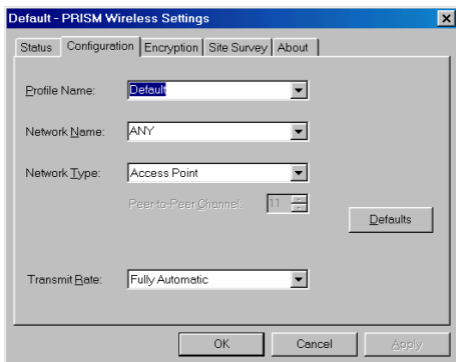 Default - PRISM Wireless Settings
Status Configuration Encryption Site Survey About
Profile Name: Default
Network Name: ANY
Network Type: Access Point
Peer-to-Peer Channel: 11
Defaults
Transmit Rate: Fully Automatic
OK Cancel Apply